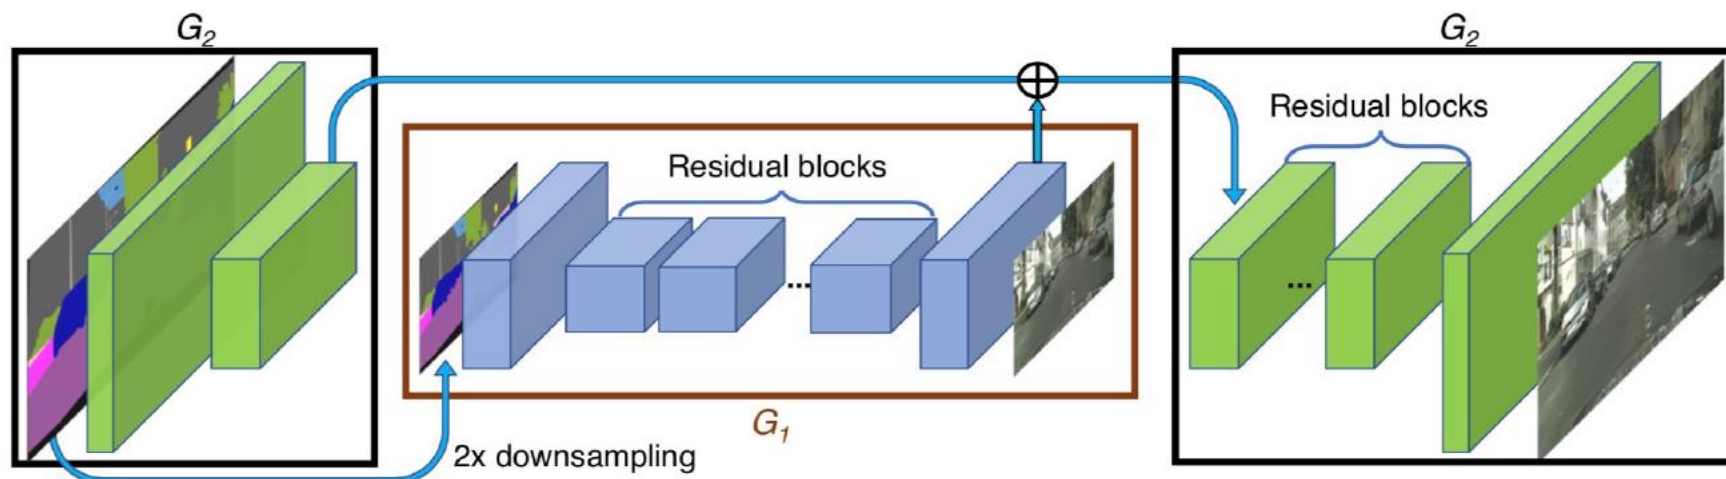 G₂
G₂
Residual blocks
Residual blocks
...
...
G₁
2x downsampling